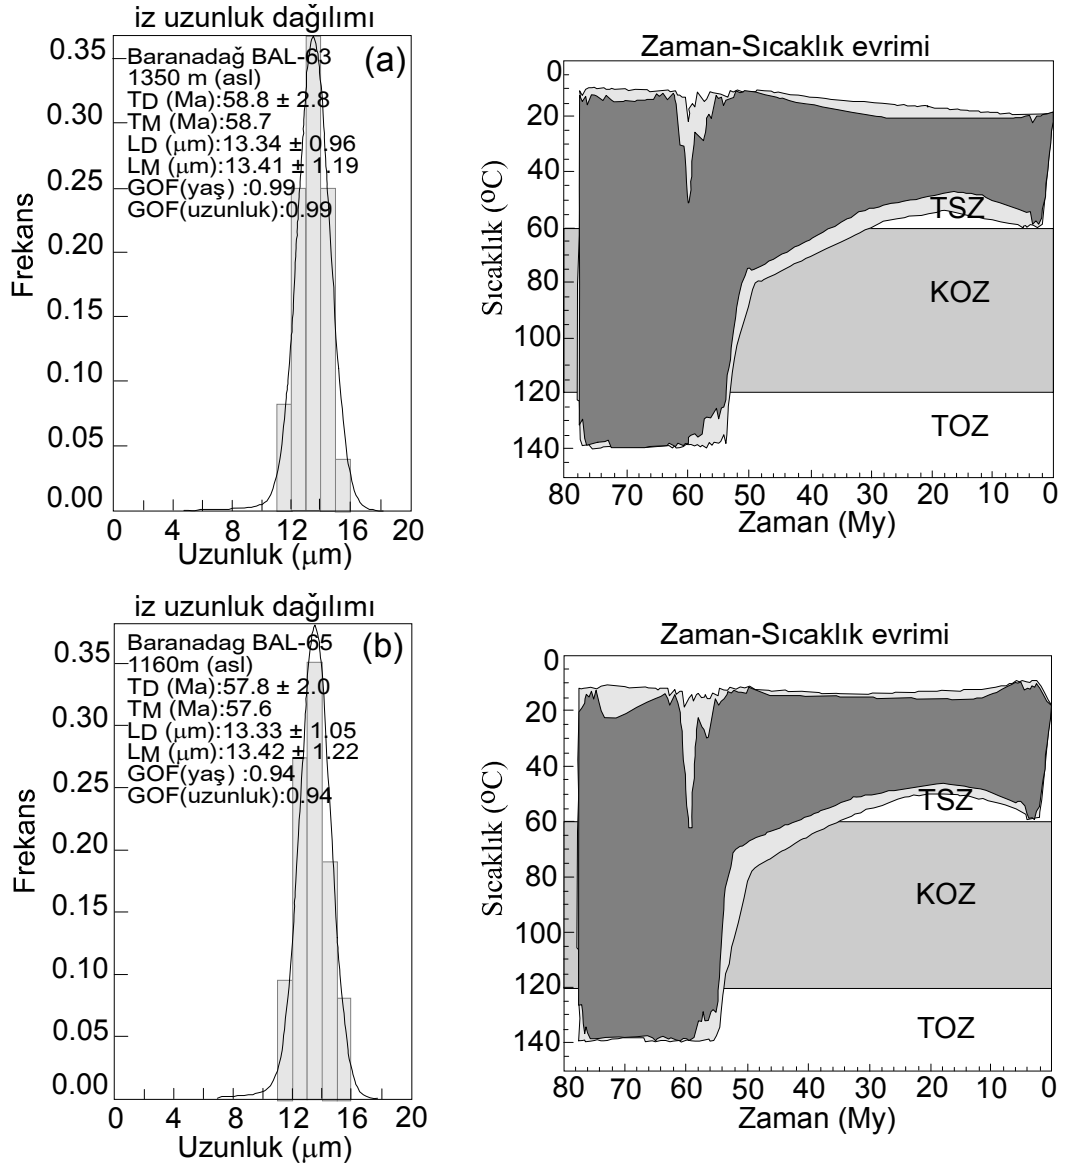 iz uzunluk dağılımı
(a)
Baranadağ BAL-63
1350 m (asl)
TD (Ma):58.8 ± 2.8
TM (Ma):58.7
LD (μm):13.34 ± 0.96
LM (μm):13.41 ± 1.19
GOF(yaş) :0.99
GOF(uzunluk):0.99
Frekans
0.35
0.30
0.25
0.20
0.15
0.10
0.05
0.00
0 4 8 12 16 20
Uzunluk (μm)
Zaman-Sıcaklık evrimi
Sıcaklık (ºC)
0
20
40
60
80
100
120
140
TSZ
KOZ
TOZ
80 70 60 50 40 30 20 10 0
Zaman (My)
iz uzunluk dağılımı
(b)
Baranadag BAL-65
1160m (asl)
TD (Ma):57.8 ± 2.0
TM (Ma):57.6
LD (μm):13.33 ± 1.05
LM (μm):13.42 ± 1.22
GOF(yaş) :0.94
GOF(uzunluk):0.94
Frekans
0.35
0.30
0.25
0.20
0.15
0.10
0.05
0.00
0 4 8 12 16 20
Uzunluk (μm)
Zaman-Sıcaklık evrimi
Sıcaklık (ºC)
0
20
40
60
80
100
120
140
TSZ
KOZ
TOZ
80 70 60 50 40 30 20 10 0
Zaman (My)